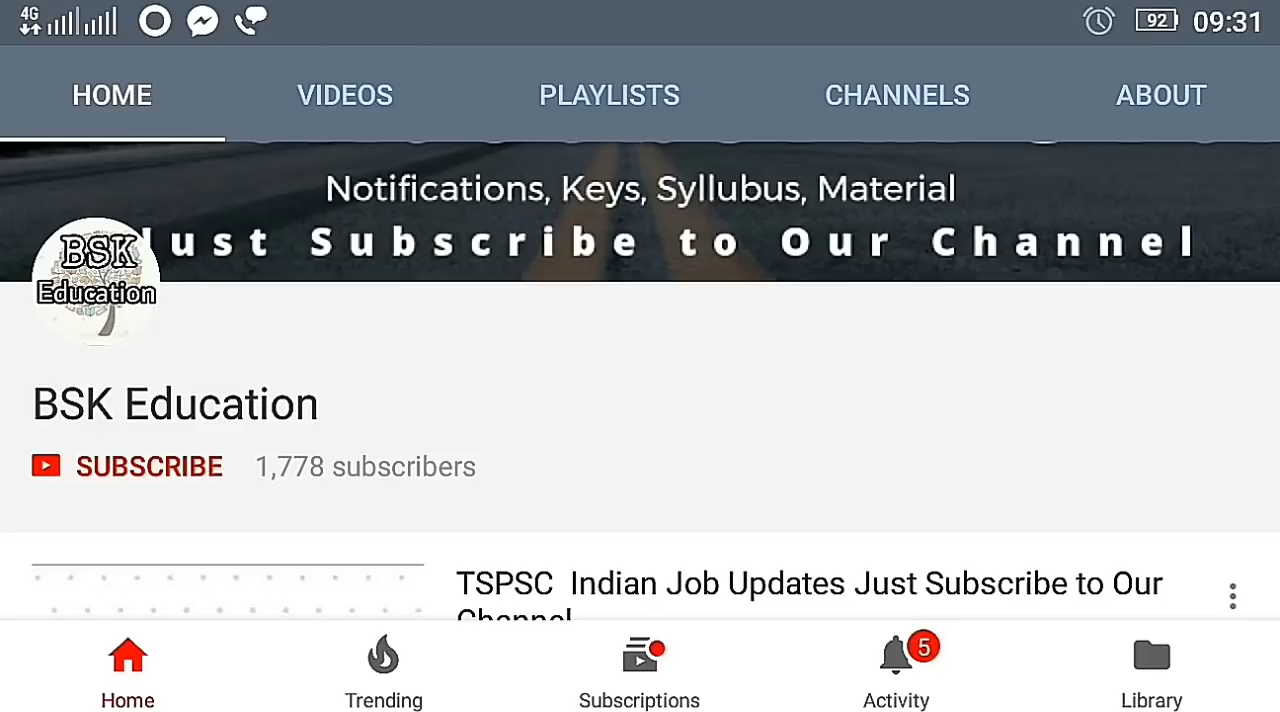 4G 92 09:31
HOME VIDEOS PLAYLISTS CHANNELS ABOUT
Notifications, Keys, Syllubus, Material
Just Subscribe to Our Channel
BSK
Education
BSK Education
SUBSCRIBE 1,778 subscribers
TSPSC Indian Job Updates Just Subscribe to Our
Channel
5
Home Trending Subscriptions Activity Library